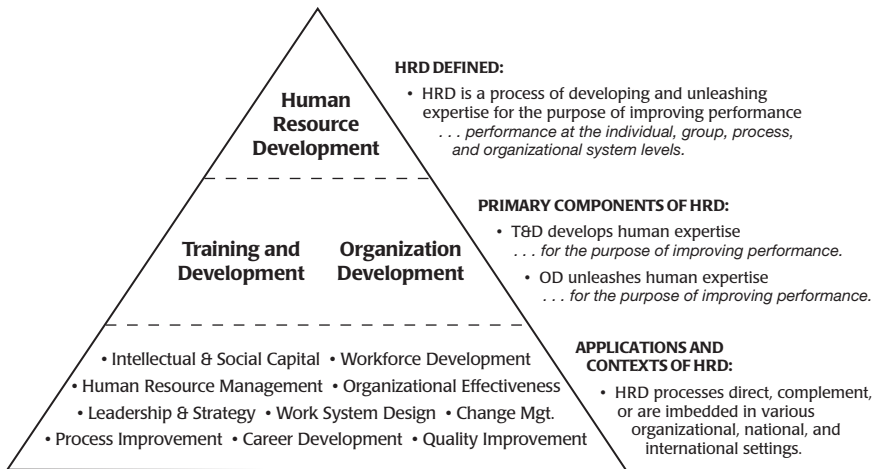 Human
Resource
Development
HRD DEFINED:
• HRD is a process of developing and unleashing
expertise for the purpose of improving performance
. . . performance at the individual, group, process,
and organizational system levels.
Training and
Development
Organization
Development
PRIMARY COMPONENTS OF HRD:
• T&D develops human expertise
. . . for the purpose of improving performance.
• OD unleashes human expertise
. . . for the purpose of improving performance.
• Intellectual & Social Capital • Workforce Development
• Human Resource Management • Organizational Effectiveness
• Leadership & Strategy • Work System Design • Change Mgt.
• Process Improvement • Career Development • Quality Improvement
APPLICATIONS AND
CONTEXTS OF HRD:
• HRD processes direct, complement,
or are imbedded in various
organizational, national, and
international settings.